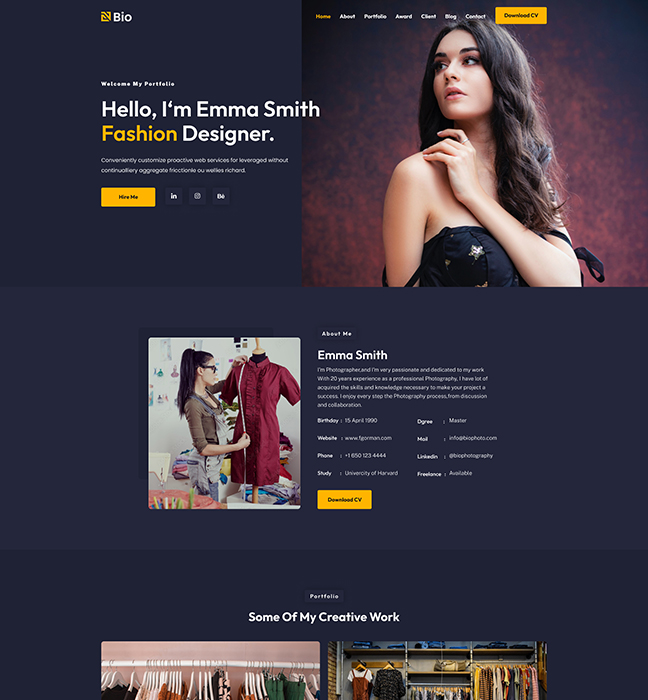 Bio
Home About Portfolio Award Client Blog Contact Download CV
Welcome My Portfolio
Hello, I‘m Emma Smith
Fashion Designer.
Conveniently customize proactive web services for leveraged without
continualliery aggregate fricctionle ou wellies richard.
Hire Me
in
Bē
About Me
Emma Smith
I'm Photographer,and I'm very passionate and dedicated to my work
With 20 years experience as a professional Photography, I have lot of
acquired the skills and knowledge necessary to make your project a
success. I enjoy every step the Photography process,from discussion
and collaboration.
Birthday : 15 April 1990 Dgree : Master
Website : www.fgorman.com Mail : info@biophoto.com
Phone : +1 650 123 4444 Linkedin : @biophotography
Study : Univercity of Harvard Freelance : Available
Download CV
Portfolio
Some Of My Creative Work